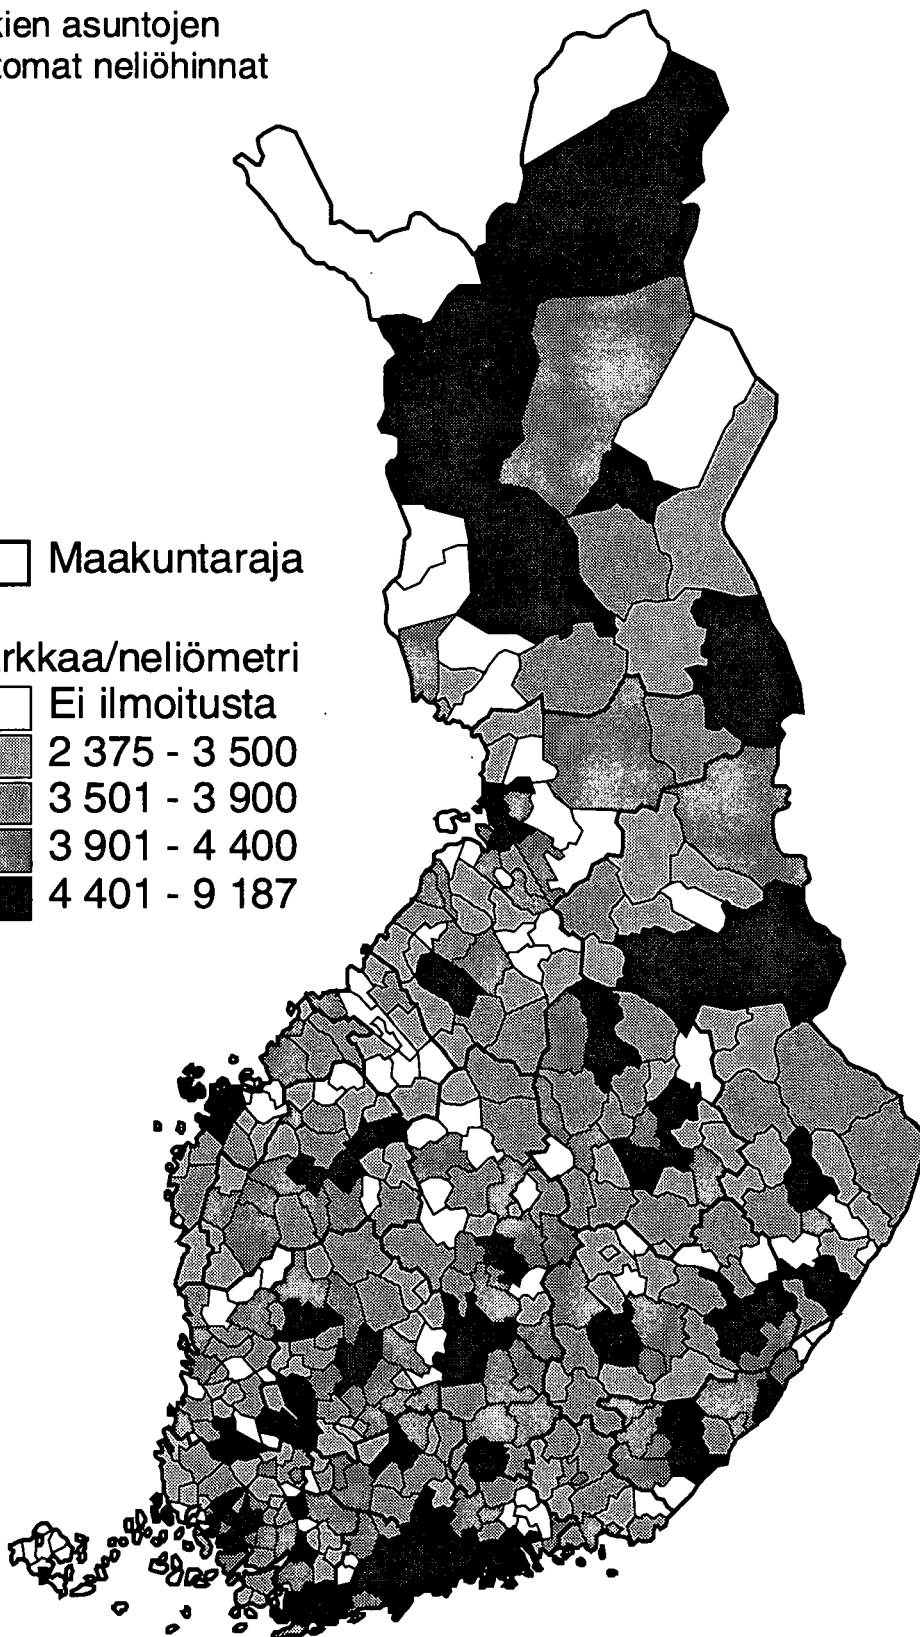 kien asuntojen
tomat neliöhinnat
Maakuntaraja
rkkaa/neliömetri
Ei ilmoitusta
2 375 - 3 500
3 501 - 3 900
3 901 - 4 400
4 401 - 9 187